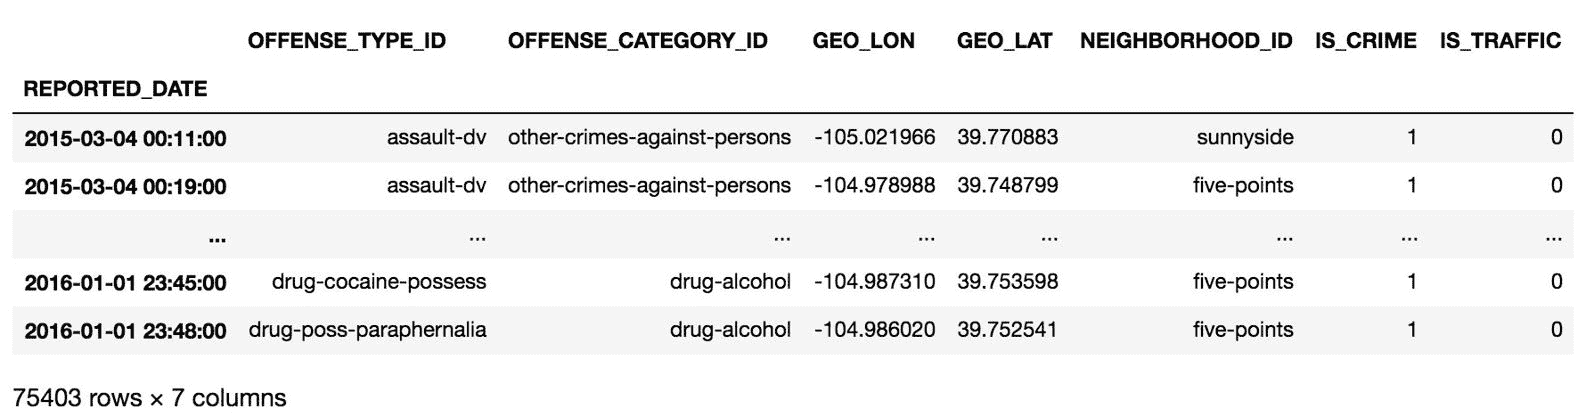 OFFENSE_TYPE_ID OFFENSE_CATEGORY_ID GEO_LON GEO_LAT NEIGHBORHOOD_ID IS_CRIME IS_TRAFFIC
REPORTED_DATE
2015-03-04 00:11:00 assault-dv other-crimes-against-persons -105.021966 39.770883 sunnyside 1 0
2015-03-04 00:19:00 assault-dv other-crimes-against-persons -104.978988 39.748799 five-points 1 0
... ... ... ... ... ... ... ...
2016-01-01 23:45:00 drug-cocaine-possess drug-alcohol -104.987310 39.753598 five-points 1 0
2016-01-01 23:48:00 drug-poss-paraphernalia drug-alcohol -104.986020 39.752541 five-points 1 0
75403 rows × 7 columns